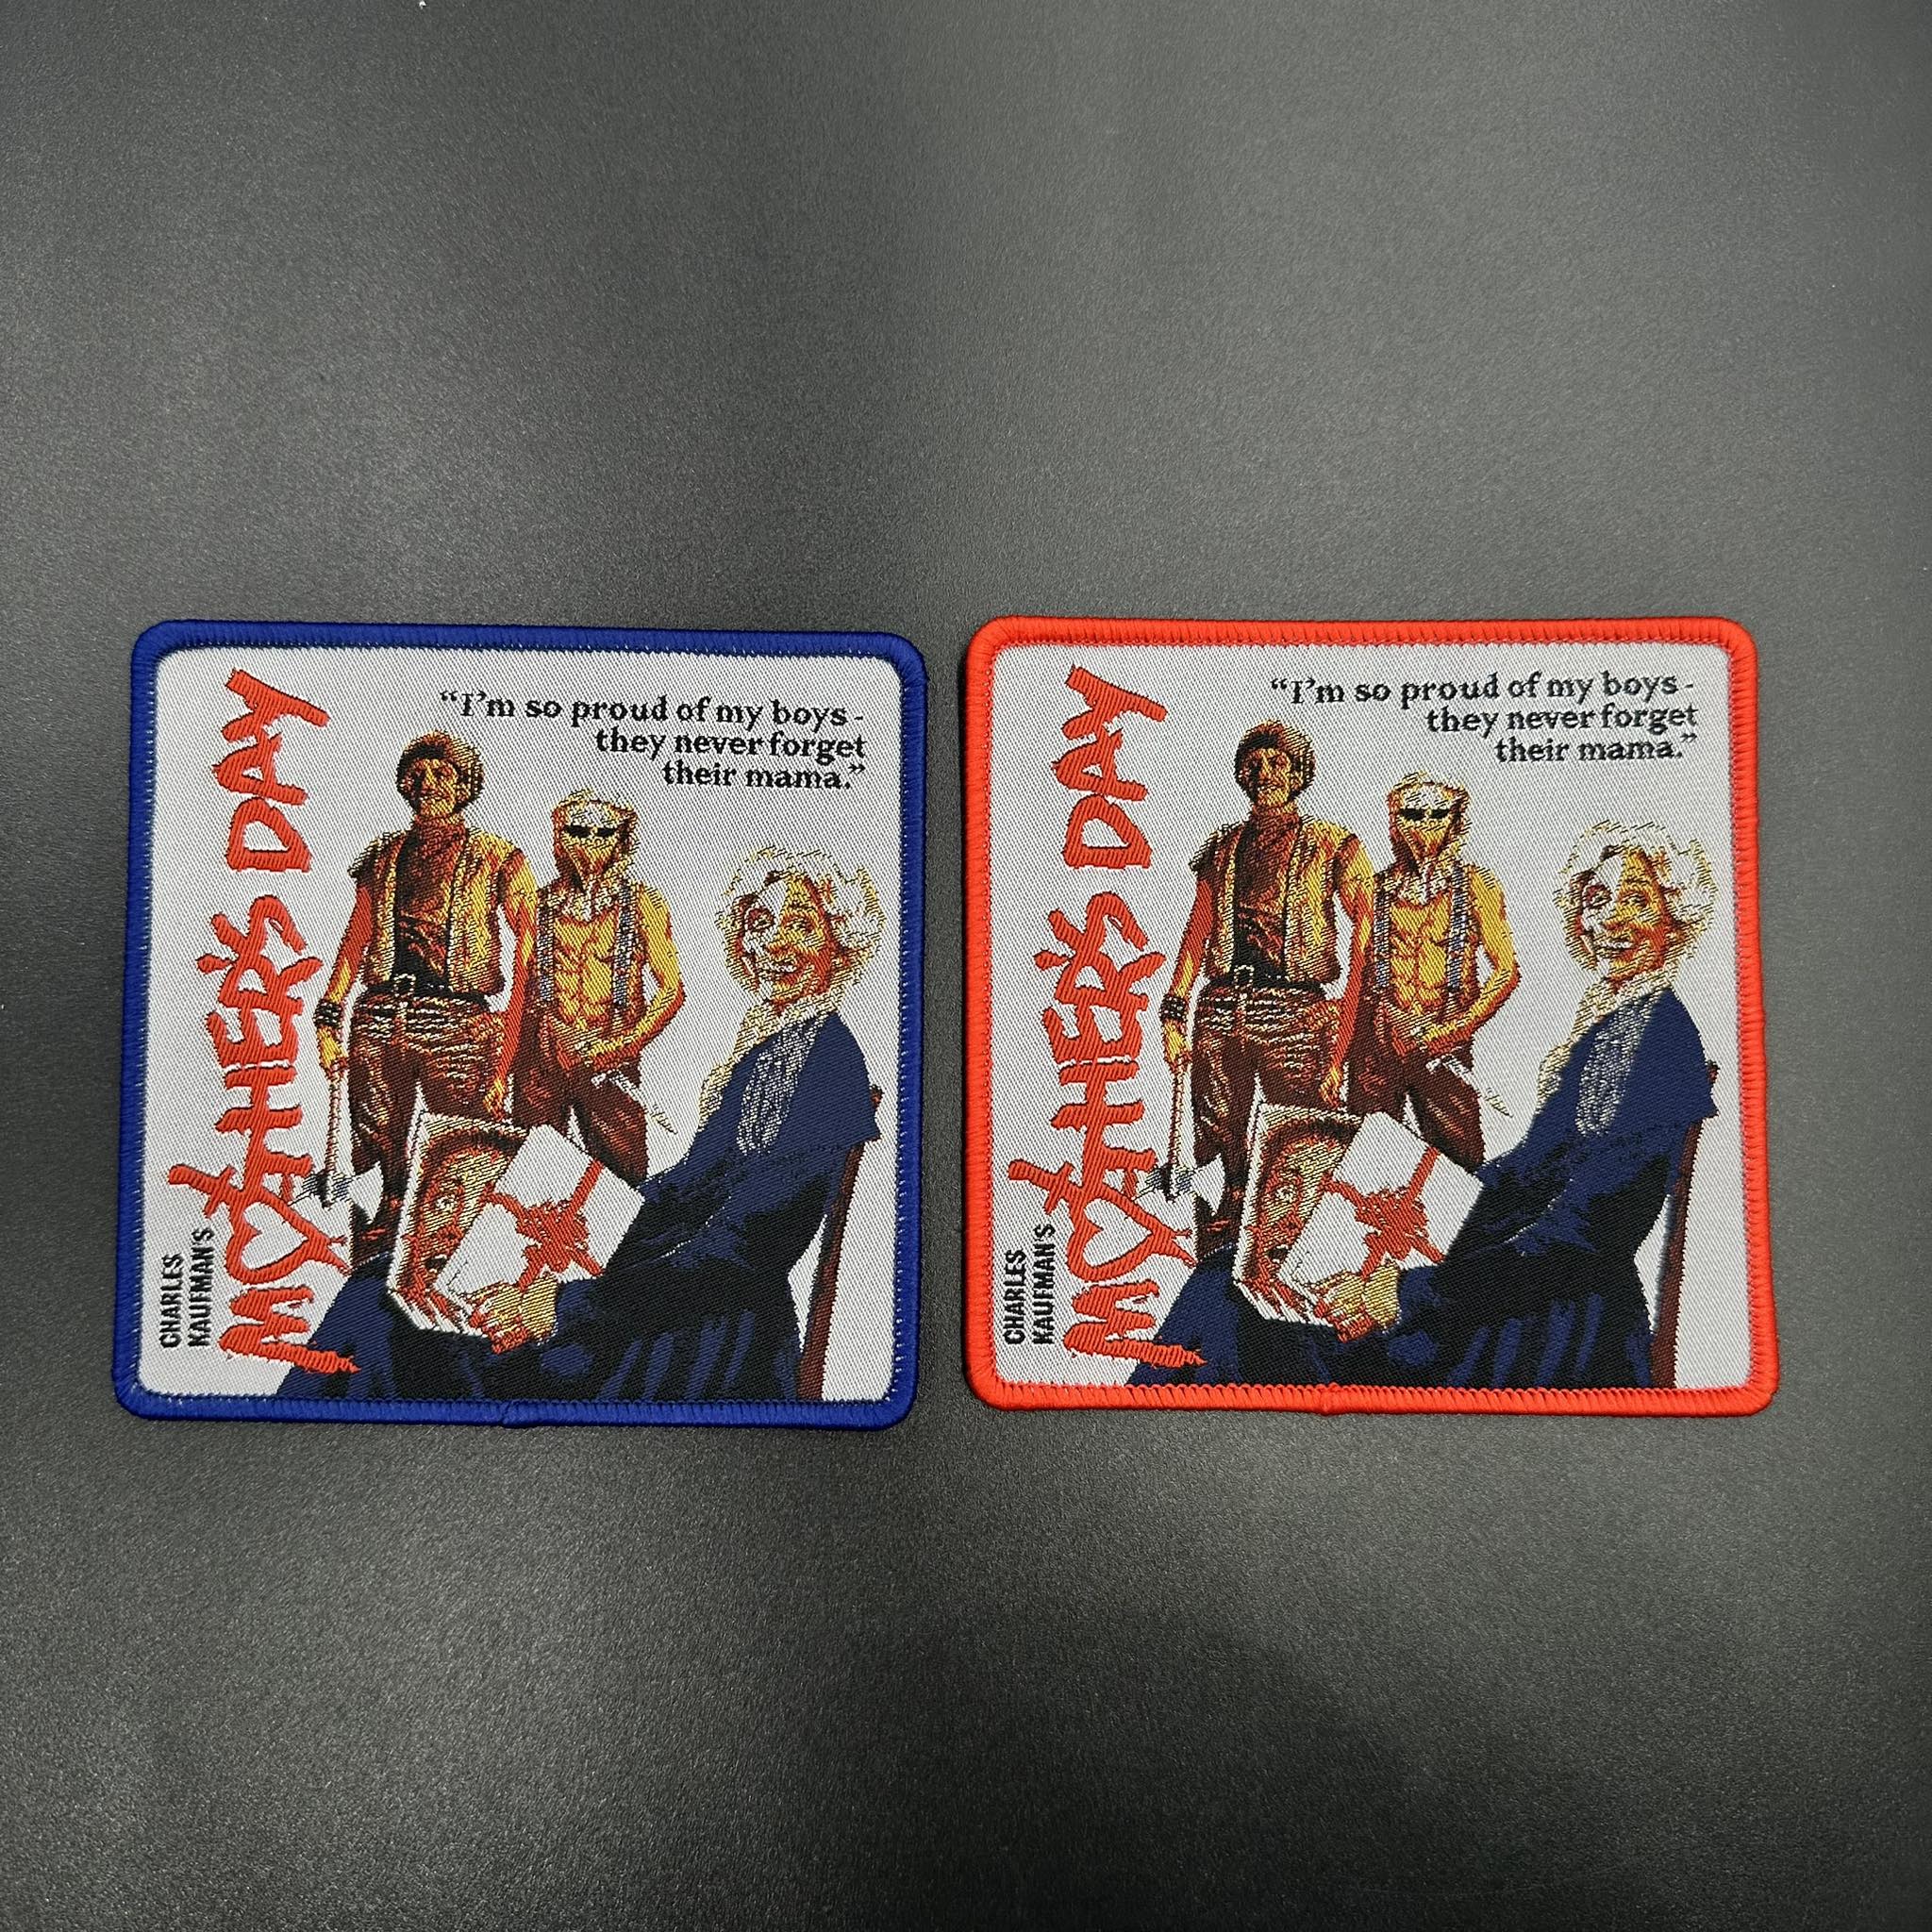 "I'm so proud of my boys -
they never forget
their mama."
CHARLES
KAUFMAN'S
MOTHER'S DAY
"I'm so proud of my boys -
they never forget
their mama."
CHARLES
KAUFMAN'S
MOTHER'S DAY